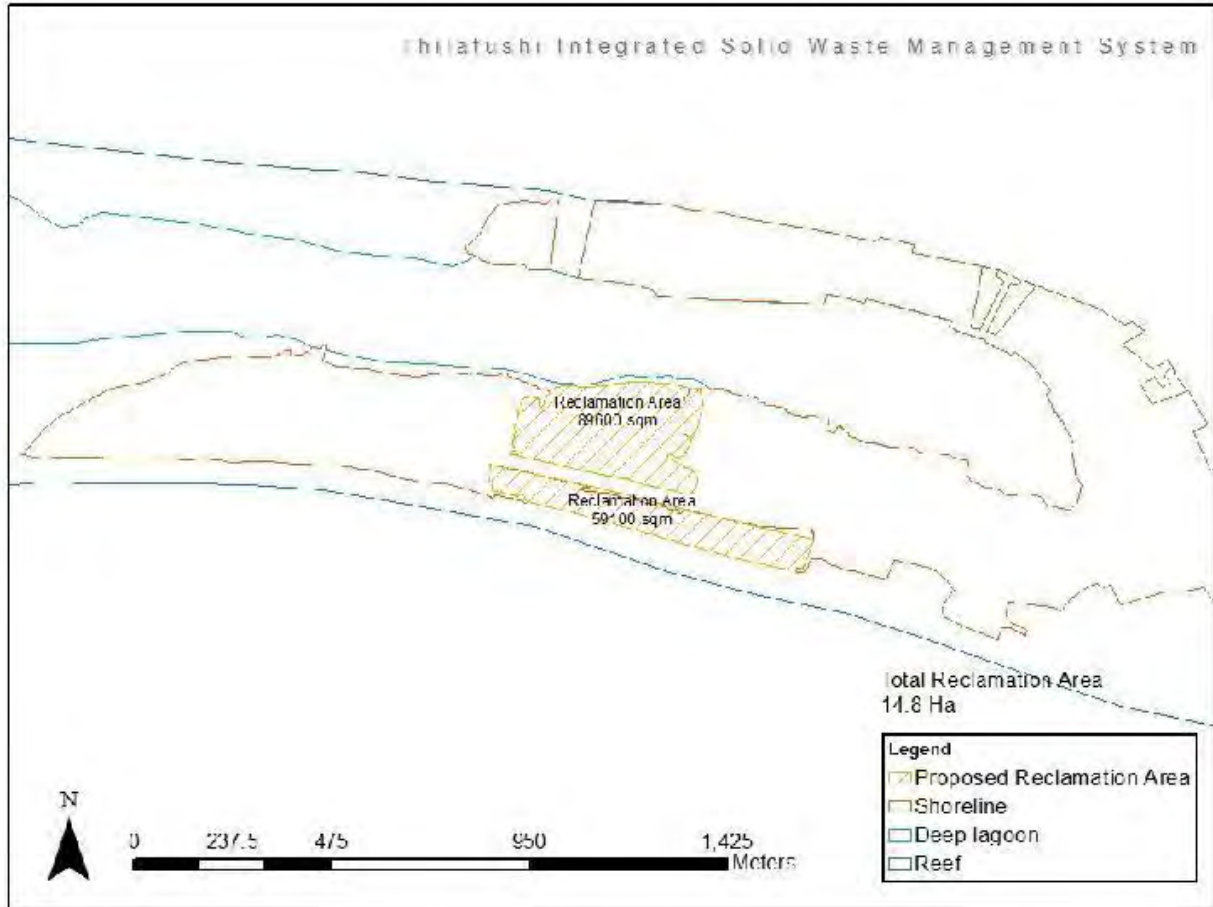 Thilafushi Integrated Solid Waste Management System
Reclamation Area
89600 sqm
Reclamation Area
59100 sqm
Total Reclamation Area
14.8 Ha
Legend
Proposed Reclamation Area
Shoreline
Deep lagoon
Reef
N
0 237.5 475 950 1,425
Meters